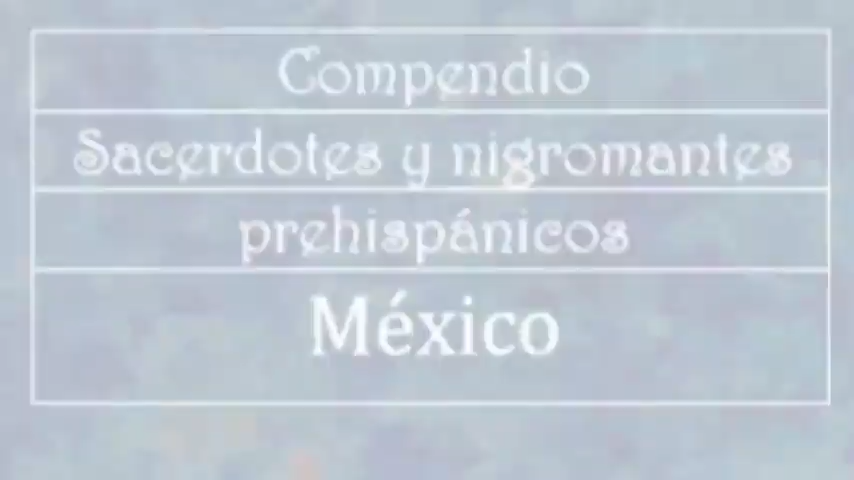 Compendio
Sacerdotes y nigromantes
prehispánicos
México